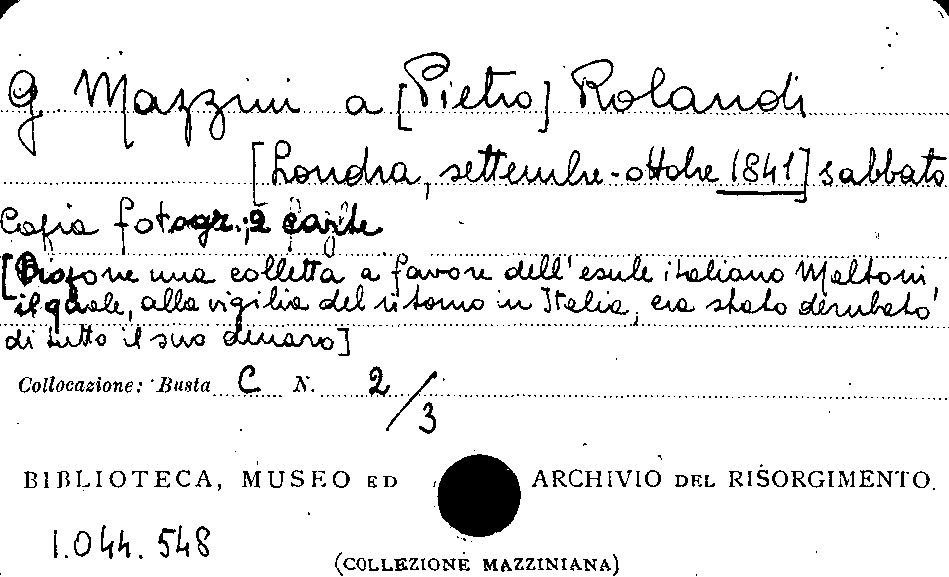 G Mazzini a [Pietro] Rolandi
[Londra, settembre-ottobre 1841] sabbato
Copia fotogr.; 2 carte
[Propone una colletta a favore dell'esule italiano Maltoni,
il quale, alla vigilia del ritorno in Italia, era stato derubato
di tutto il suo denaro]
Collocazione: Busta C N. 2/3
BIBLIOTECA, MUSEO ED ARCHIVIO DEL RISORGIMENTO.
1.044.548
(COLLEZIONE MAZZINIANA)